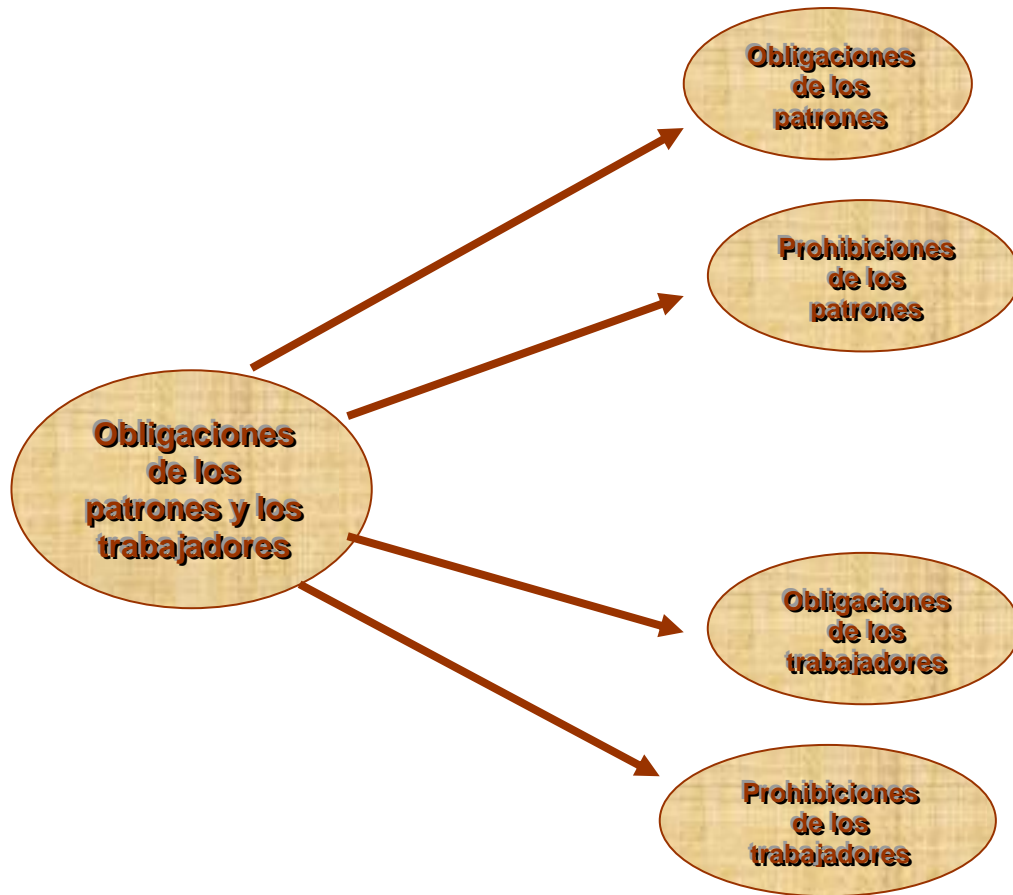 Obligaciones
de los
patrones
Prohibiciones
de los
patrones
Obligaciones
de los
patrones y los
trabajadores
Obligaciones
de los
trabajadores
Prohibiciones
de los
trabajadores